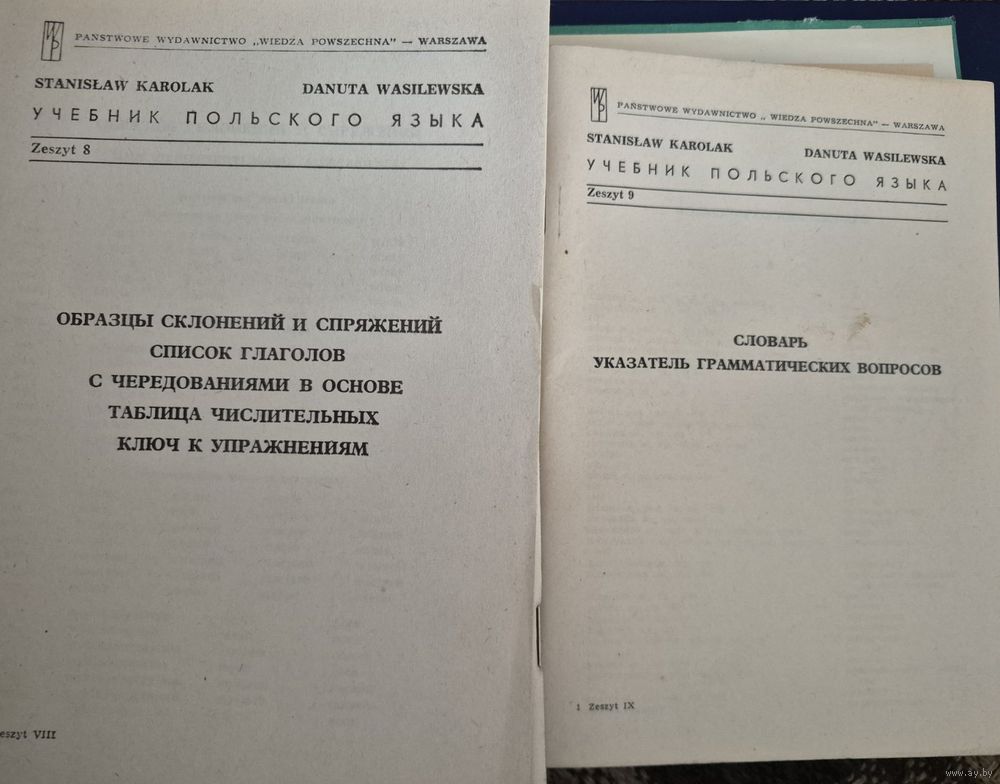 WP
PAŃSTWOWE WYDAWNICTWO „WIEDZA POWSZECHNA" — WARSZAWA
STANISŁAW KAROLAK DANUTA WASILEWSKA
УЧЕБНИК ПОЛЬСКОГО ЯЗЫКА
Zeszyt 8
ОБРАЗЦЫ СКЛОНЕНИЙ И СПРЯЖЕНИЙ
СПИСОК ГЛАГОЛОВ
С ЧЕРЕДОВАНИЯМИ В ОСНОВЕ
ТАБЛИЦА ЧИСЛИТЕЛЬНЫХ
КЛЮЧ К УПРАЖНЕНИЯМ
eszyt VIII
WP
PAŃSTWOWE WYDAWNICTWO „WIEDZA POWSZECHNA" — WARSZAWA
STANISŁAW KAROLAK DANUTA WASILEWSKA
УЧЕБНИК ПОЛЬСКОГО ЯЗЫКА
Zeszyt 9
СЛОВАРЬ
УКАЗАТЕЛЬ ГРАММАТИЧЕСКИХ ВОПРОСОВ
1 Zeszyt IX
www.ay.by